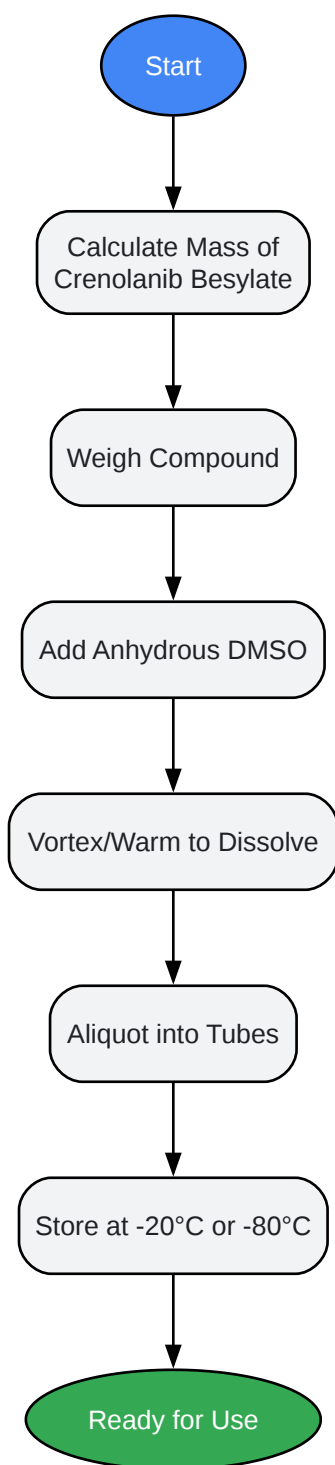 Start
Calculate Mass of
Crenolanib Besylate
Weigh Compound
Add Anhydrous DMSO
Vortex/Warm to Dissolve
Aliquot into Tubes
Store at -20°C or -80°C
Ready for Use